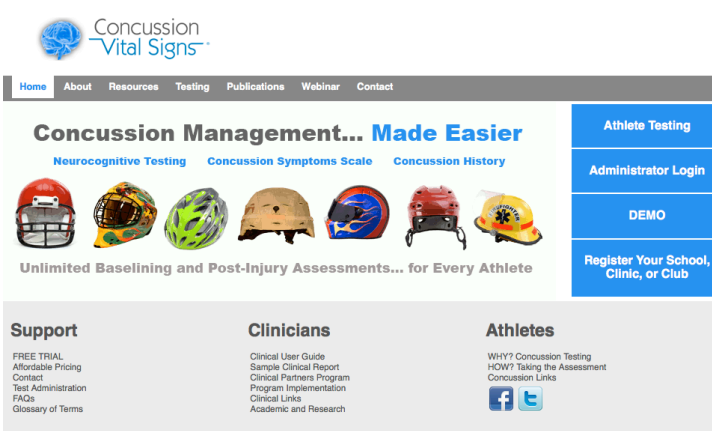 Concussion
Vital Signs
Home About Resources Testing Publications Webinar Contact
Concussion Management... Made Easier
Neurocognitive Testing Concussion Symptoms Scale Concussion History
FIREFIGHTER
Unlimited Baselining and Post-Injury Assessments... for Every Athlete
Athlete Testing
Administrator Login
DEMO
Register Your School,
Clinic, or Club
Support
FREE TRIAL
Affordable Pricing
Contact
Test Administration
FAQs
Glossary of Terms
Clinicians
Clinical User Guide
Sample Clinical Report
Clinical Partners Program
Program Implementation
Clinical Links
Academic and Research
Athletes
WHY? Concussion Testing
HOW? Taking the Assessment
Concussion Links
f t